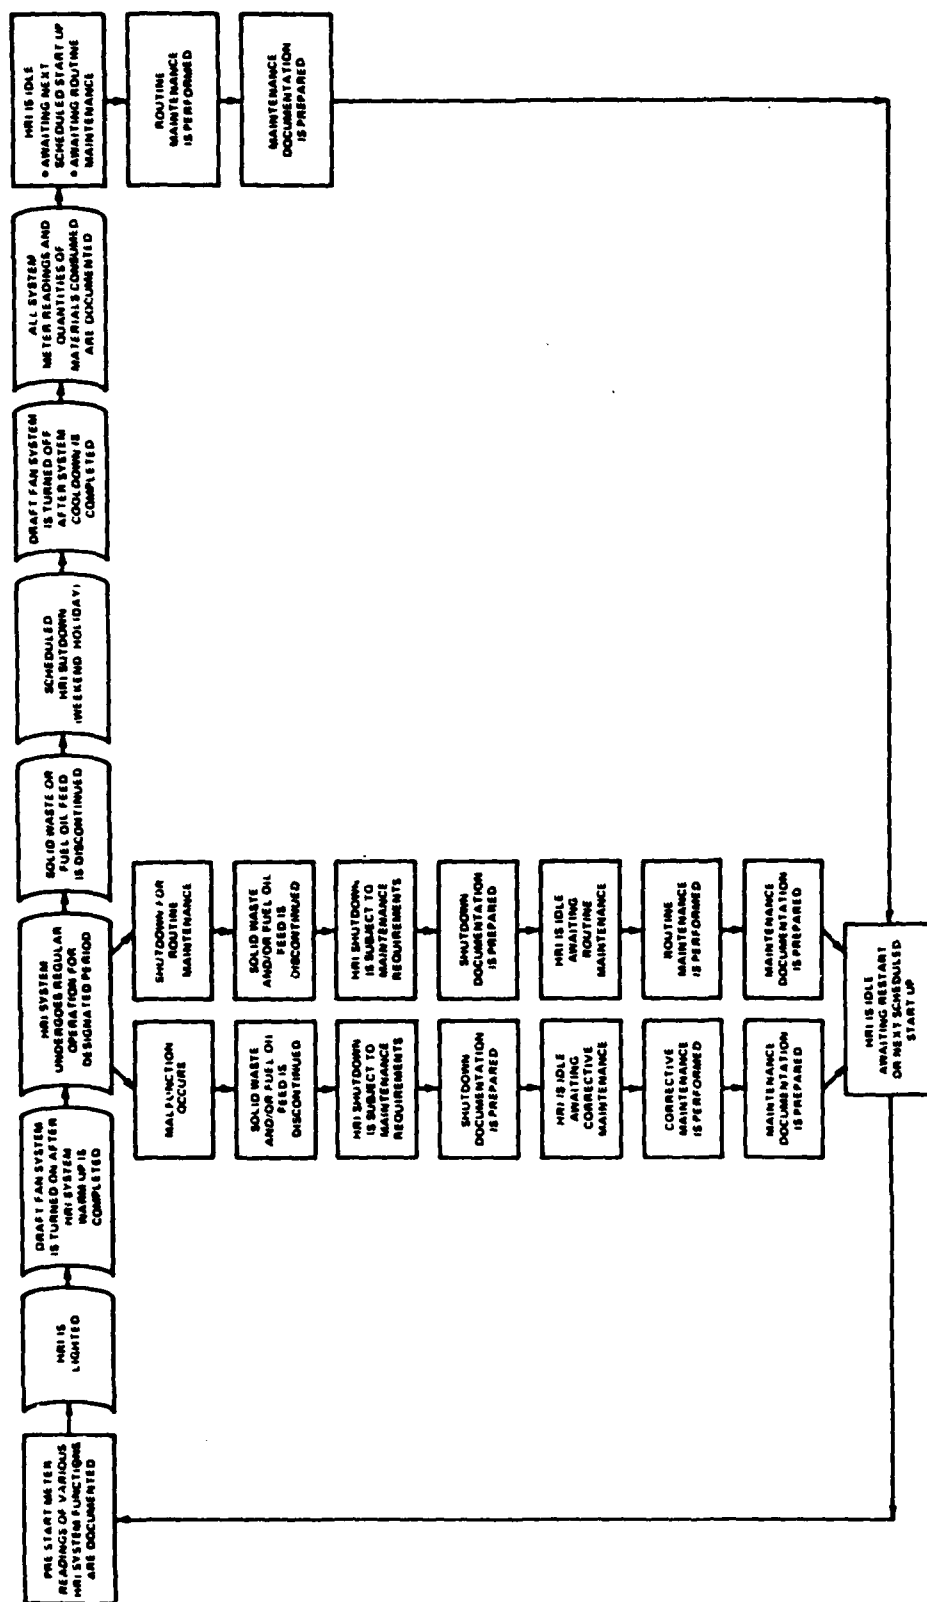 PRE START METER
READINGS OF VARIOUS
HRI SYSTEM FUNCTIONS
ARE DOCUMENTED
HRI IS
LIGHTED
DRAFT FAN SYSTEM
IS TURNED ON AFTER
HRI SYSTEM
WARM UP IS
COMPLETED
HRI SYSTEM
UNDERGOES REGULAR
OPERATION FOR
DESIGNATED PERIOD
SOLID WASTE OR
FUEL OIL FEED
IS DISCONTINUED
SCHEDULED
HRI SUTDOWN
(WEEKEND HOLIDAY)
DRAFT FAN SYSTEM
IS TURNED OFF
AFTER SYSTEM
COOLDOWN IS
COMPLETED
ALL SYSTEM
METER READINGS AND
QUANTITIES OF
MATERIALS CONSUMED
ARE DOCUMENTED
HRI IS IDLE
• AWAITING NEXT
SCHEDULED START UP
• AWAITING ROUTINE
MAINTENANCE
ROUTINE
MAINTENANCE
IS PERFORMED
MAINTENANCE
DOCUMENTATION
IS PREPARED
MALFUNCTION
OCCURE
SOLID WASTE
AND/OR FUEL OIL
FEED IS
DISCONTINUED
HRI SHUTDOWN
IS SUBJECT TO
MAINTENANCE
REQUIREMENTS
SHUTDOWN
DOCUMENTATION
IS PREPARED
HRI IS IDLE
AWAITING
CORRECTIVE
MAINTENANCE
CORRECTIVE
MAINTENANCE
IS PERFORMED
MAINTENANCE
DOCUMENTATION
IS PREPARED
SHUTDOWN FOR
ROUTINE
MAINTENANCE
SOLID WASTE
AND/OR FUEL OIL
FEED IS
DISCONTINUED
HRI SHUTDOWN
IS SUBJECT TO
MAINTENANCE
REQUIREMENTS
SHUTDOWN
DOCUMENTATION
IS PREPARED
HRI IS IDLE
AWAITING
ROUTINE
MAINTENANCE
ROUTINE
MAINTENANCE
IS PERFORMED
MAINTENANCE
DOCUMENTATION
IS PREPARED
HRI IS IDLE
AWAITING RESTART
OR NEXT SCHEDULED
START UP